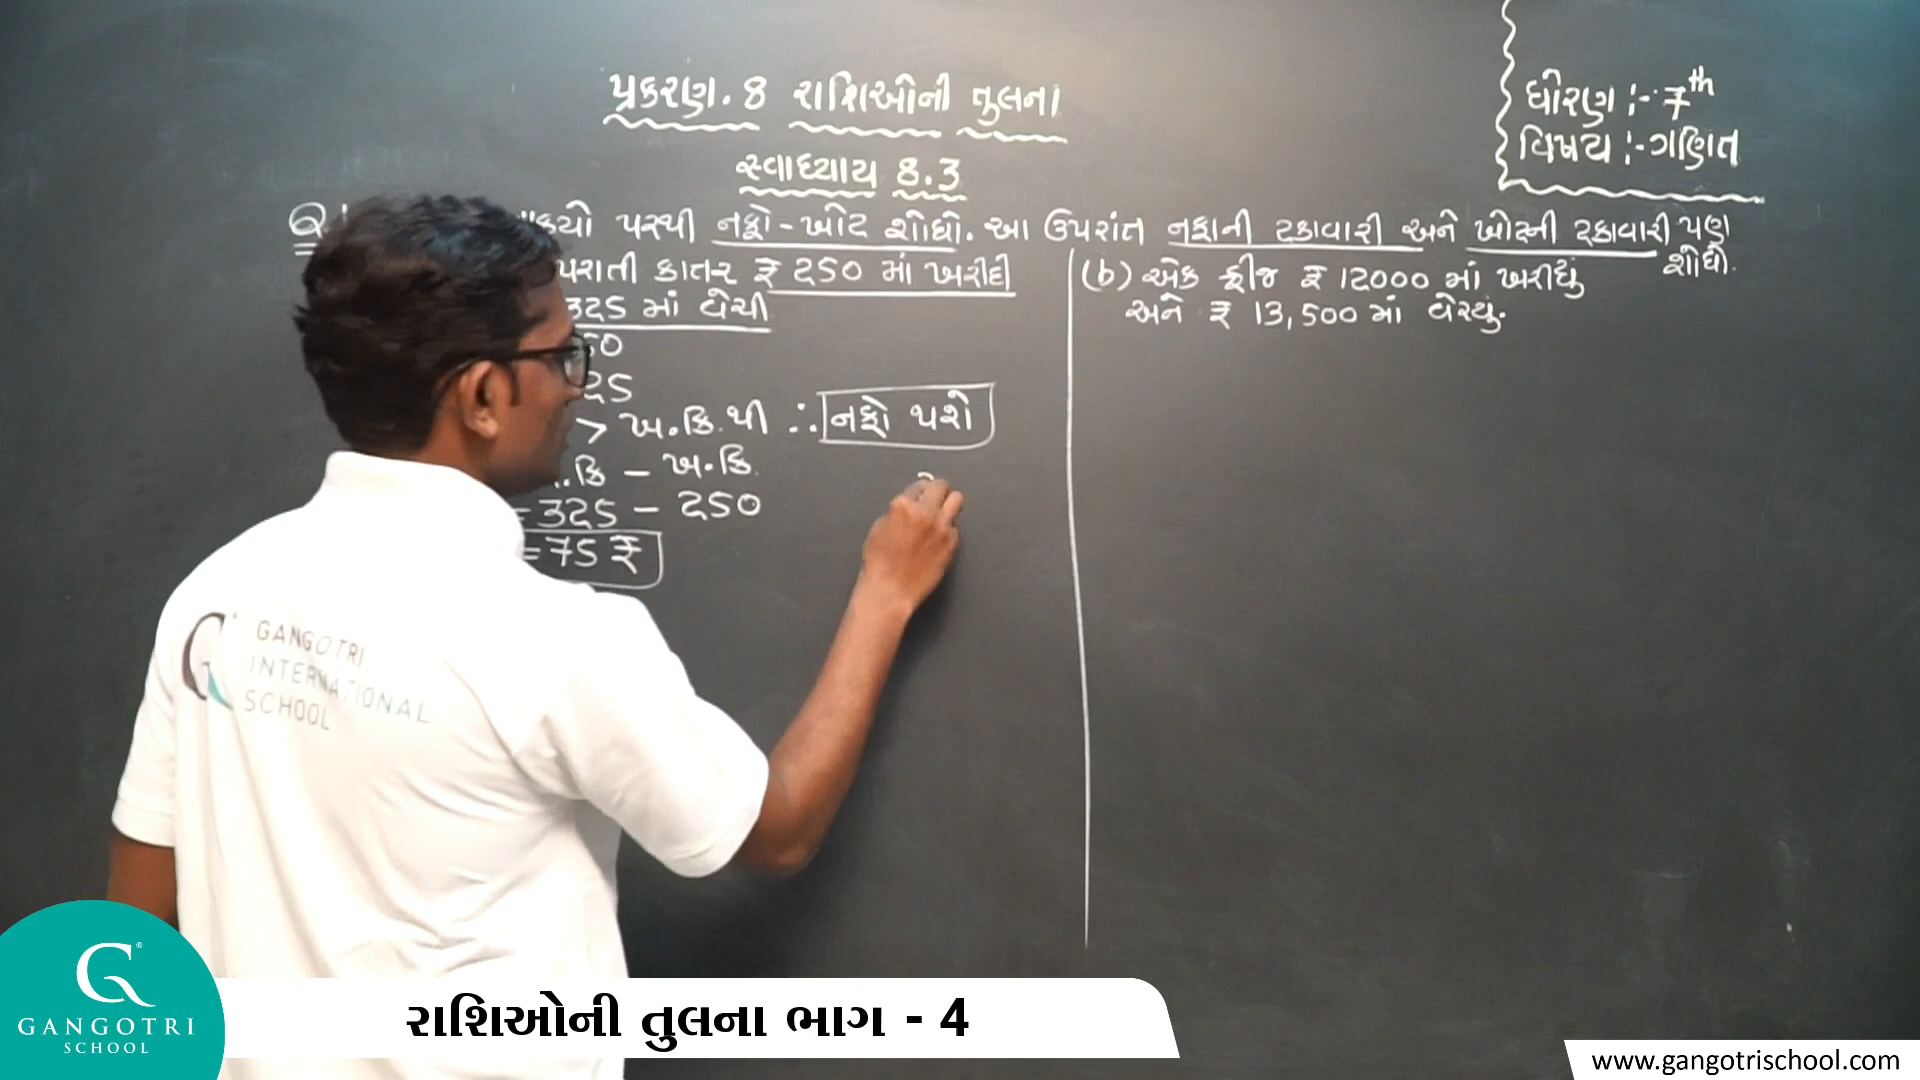 પ્રકરણ. 8 રાશિઓની તુલના
ધોરણ :- 7th
વિષય :- ગણિત
સ્વાધ્યાય 8.3
પરથી નફો - ખોટ શોધો. આ ઉપરાંત નફાની ટકાવારી અને ખોટની ટકાવારી પણ શોધો.
કાતર ₹ 250 માં ખરીદી
325 માં વેચી
> ખ.કિ. થી ∴ નફો થશે
.કિ - ખ.કિ.
= 325 - 250
= 75 ₹
(b) એક ફ્રીજ ₹ 12000 માં ખરીદ્યું
અને ₹ 13,500 માં વેચ્યું.
GANGOTRI
INTERNATIONAL
SCHOOL
GANGOTRI
SCHOOL
રાશિઓની તુલના ભાગ - 4
www.gangotrischool.com